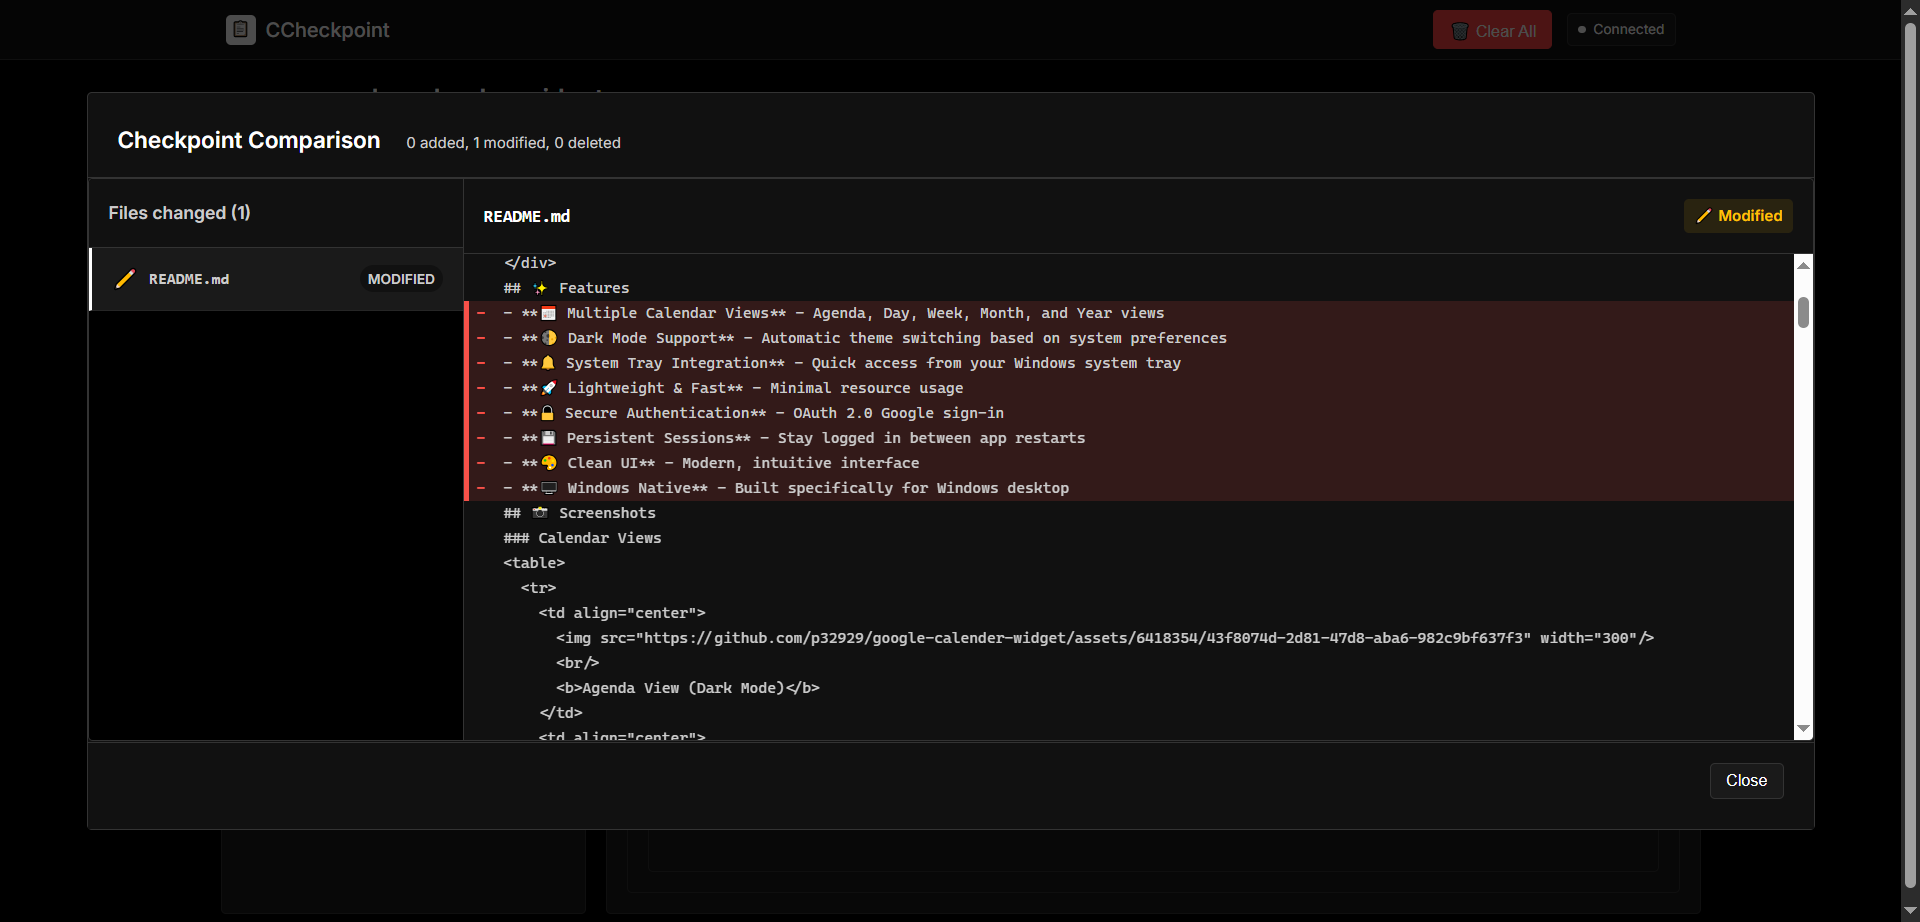 CCheckpoint
Clear All
Connected
Checkpoint Comparison
0 added, 1 modified, 0 deleted
Files changed (1)
README.md
MODIFIED
README.md
Modified
</div>
## ✨ Features
- - **📅 Multiple Calendar Views** - Agenda, Day, Week, Month, and Year views
- - **🌓 Dark Mode Support** - Automatic theme switching based on system preferences
- - **🔔 System Tray Integration** - Quick access from your Windows system tray
- - **🚀 Lightweight & Fast** - Minimal resource usage
- - **🔒 Secure Authentication** - OAuth 2.0 Google sign-in
- - **💾 Persistent Sessions** - Stay logged in between app restarts
- - **🎨 Clean UI** - Modern, intuitive interface
- - **🖥️ Windows Native** - Built specifically for Windows desktop
## 📸 Screenshots
### Calendar Views
<table>
<tr>
<td align="center">
<img src="https://github.com/p32929/google-calender-widget/assets/6418354/43f8074d-2d81-47d8-aba6-982c9bf637f3" width="300"/>
<br/>
<b>Agenda View (Dark Mode)</b>
</td>
<td align="center">
Close